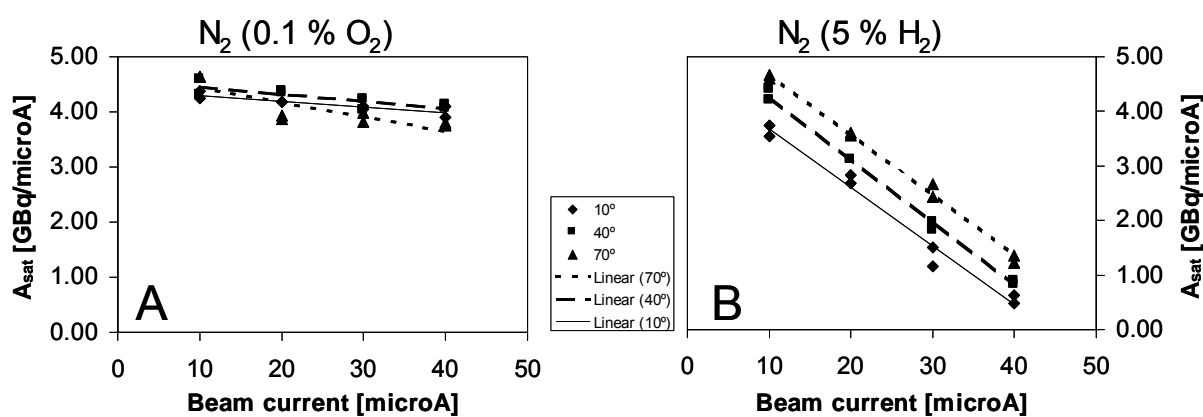 N₂ (0.1 % O₂)
5.00
4.00
3.00
2.00
1.00
0.00
Asat [GBq/microA]
A
0 10 20 30 40 50
Beam current [microA]
10º
40º
70º
Linear (70º)
Linear (40º)
Linear (10º)
N₂ (5 % H₂)
B
5.00
4.00
3.00
2.00
1.00
0.00
Asat [GBq/microA]
0 10 20 30 40 50
Beam current [microA]